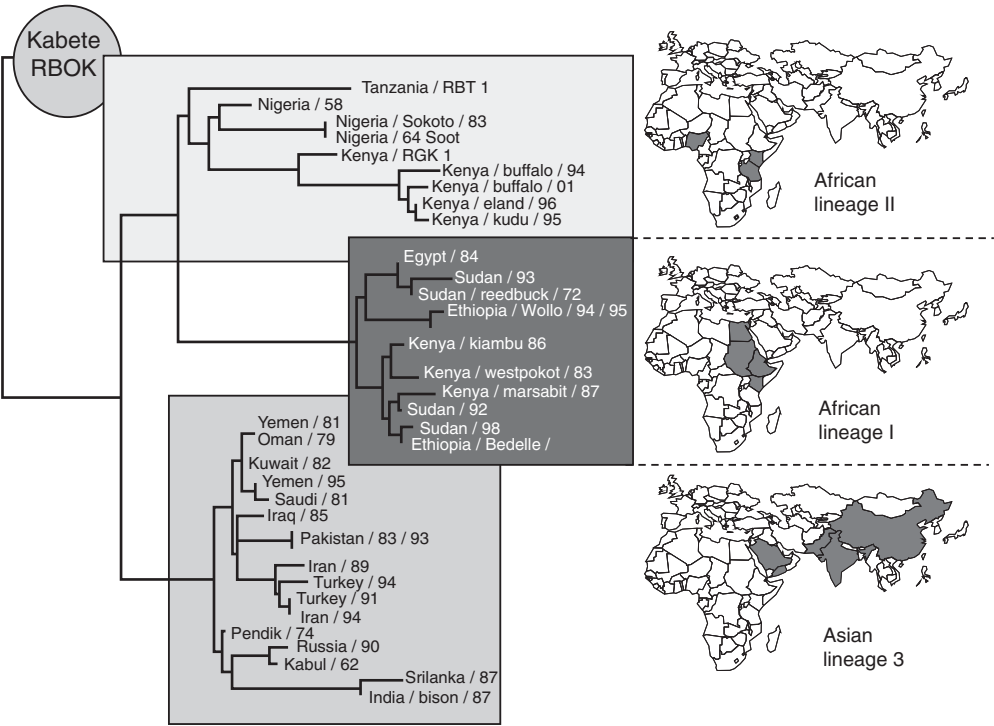 Kabete
RBOK
Tanzania / RBT 1
Nigeria / 58
Nigeria / Sokoto / 83
Nigeria / 64 Soot
Kenya / RGK 1
Kenya / buffalo / 94
Kenya / buffalo / 01
Kenya / eland / 96
Kenya / kudu / 95
African
lineage II
Egypt / 84
Sudan / 93
Sudan / reedbuck / 72
Ethiopia / Wollo / 94 / 95
Kenya / kiambu 86
Kenya / westpokot / 83
Kenya / marsabit / 87
Sudan / 92
Sudan / 98
Ethiopia / Bedelle /
African
lineage I
Yemen / 81
Oman / 79
Kuwait / 82
Yemen / 95
Saudi / 81
Iraq / 85
Pakistan / 83 / 93
Iran / 89
Turkey / 94
Turkey / 91
Iran / 94
Pendik / 74
Russia / 90
Kabul / 62
Srilanka / 87
India / bison / 87
Asian
lineage 3